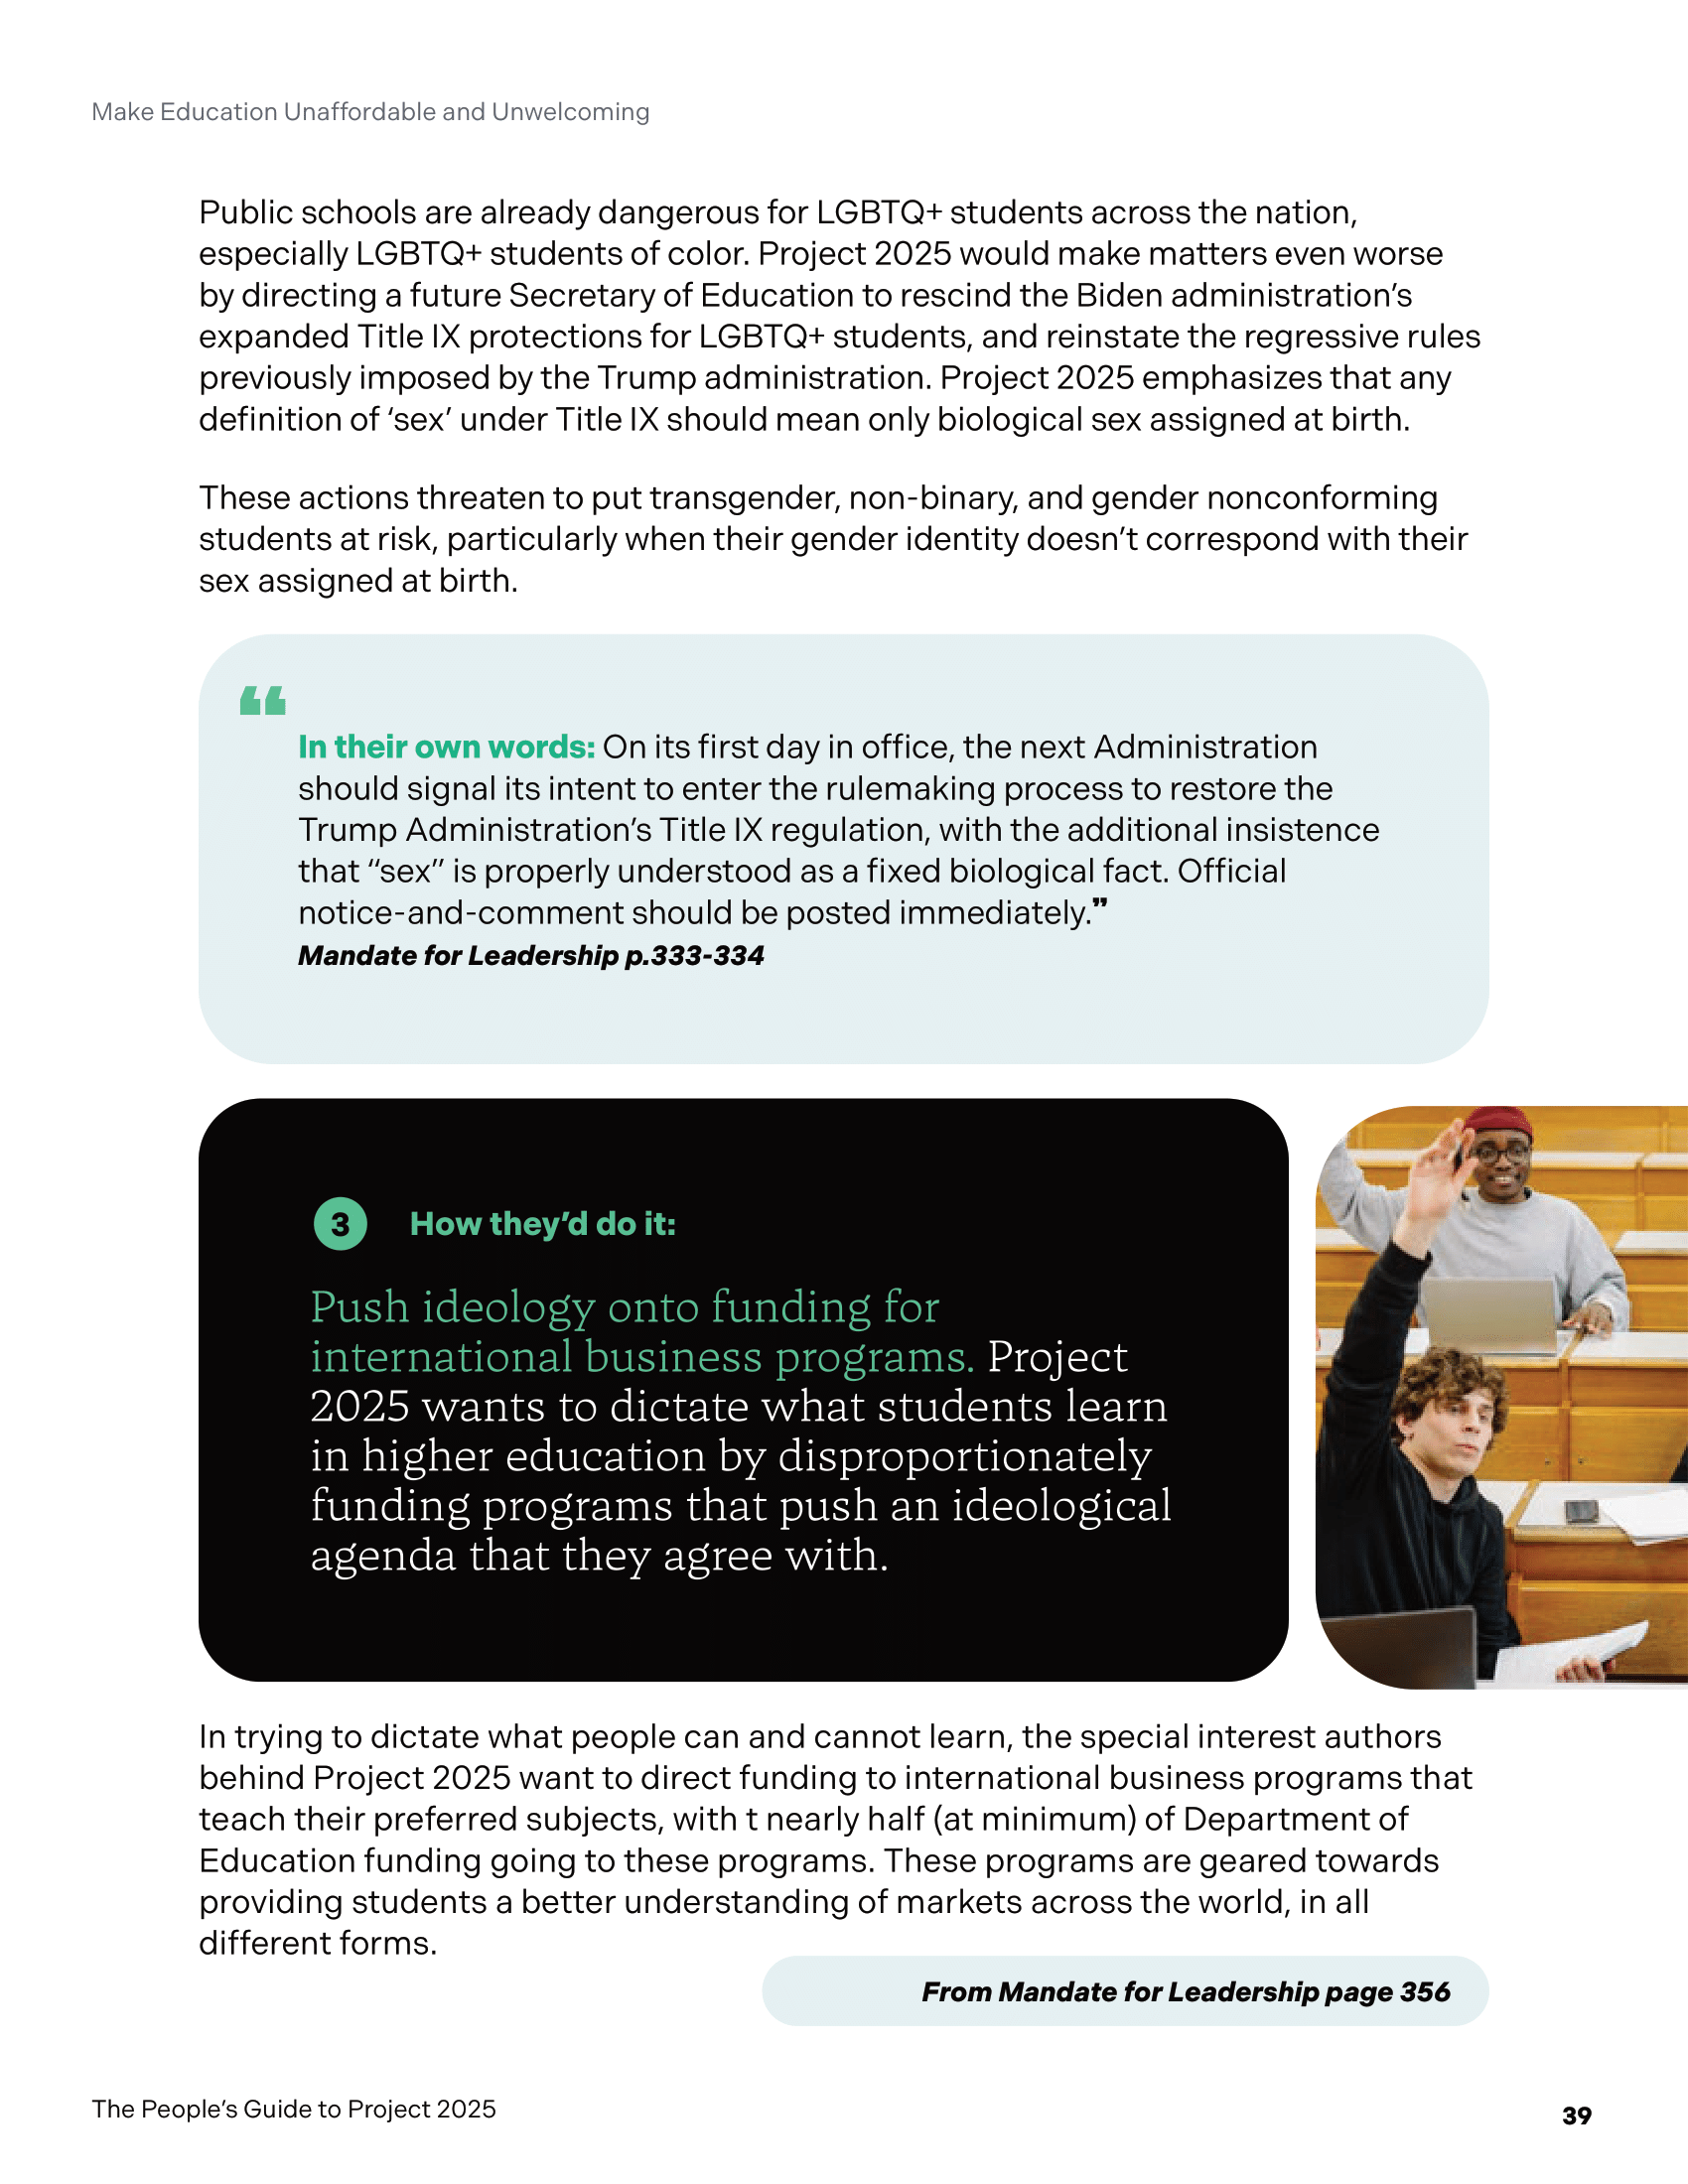 Make Education Unaffordable and Unwelcoming
Public schools are already dangerous for LGBTQ+ students across the nation,
especially LGBTQ+ students of color. Project 2025 would make matters even worse
by directing a future Secretary of Education to rescind the Biden administration’s
expanded Title IX protections for LGBTQ+ students, and reinstate the regressive rules
previously imposed by the Trump administration. Project 2025 emphasizes that any
definition of ‘sex’ under Title IX should mean only biological sex assigned at birth.
These actions threaten to put transgender, non-binary, and gender nonconforming
students at risk, particularly when their gender identity doesn’t correspond with their
sex assigned at birth.
“
In their own words: On its first day in office, the next Administration
should signal its intent to enter the rulemaking process to restore the
Trump Administration’s Title IX regulation, with the additional insistence
that “sex” is properly understood as a fixed biological fact. Official
notice-and-comment should be posted immediately.”
Mandate for Leadership p.333-334
3 How they’d do it:
Push ideology onto funding for
international business programs. Project
2025 wants to dictate what students learn
in higher education by disproportionately
funding programs that push an ideological
agenda that they agree with.
In trying to dictate what people can and cannot learn, the special interest authors
behind Project 2025 want to direct funding to international business programs that
teach their preferred subjects, with t nearly half (at minimum) of Department of
Education funding going to these programs. These programs are geared towards
providing students a better understanding of markets across the world, in all
different forms.
From Mandate for Leadership page 356
The People’s Guide to Project 2025
39